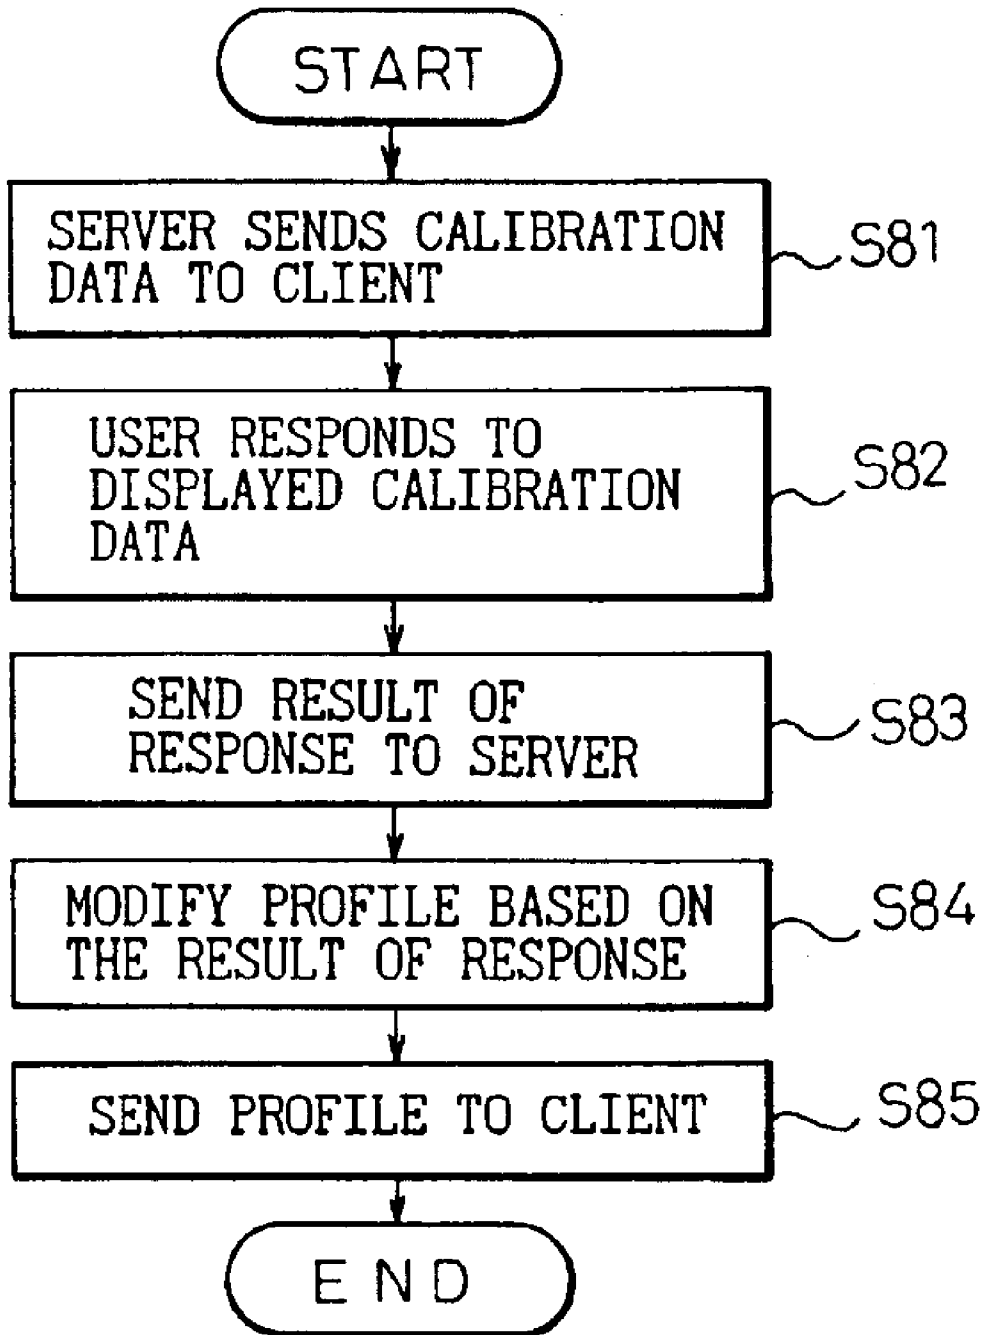 START
SERVER SENDS CALIBRATION
DATA TO CLIENT
S81
USER RESPONDS TO
DISPLAYED CALIBRATION
DATA
S82
SEND RESULT OF
RESPONSE TO SERVER
S83
MODIFY PROFILE BASED ON
THE RESULT OF RESPONSE
S84
SEND PROFILE TO CLIENT
S85
END